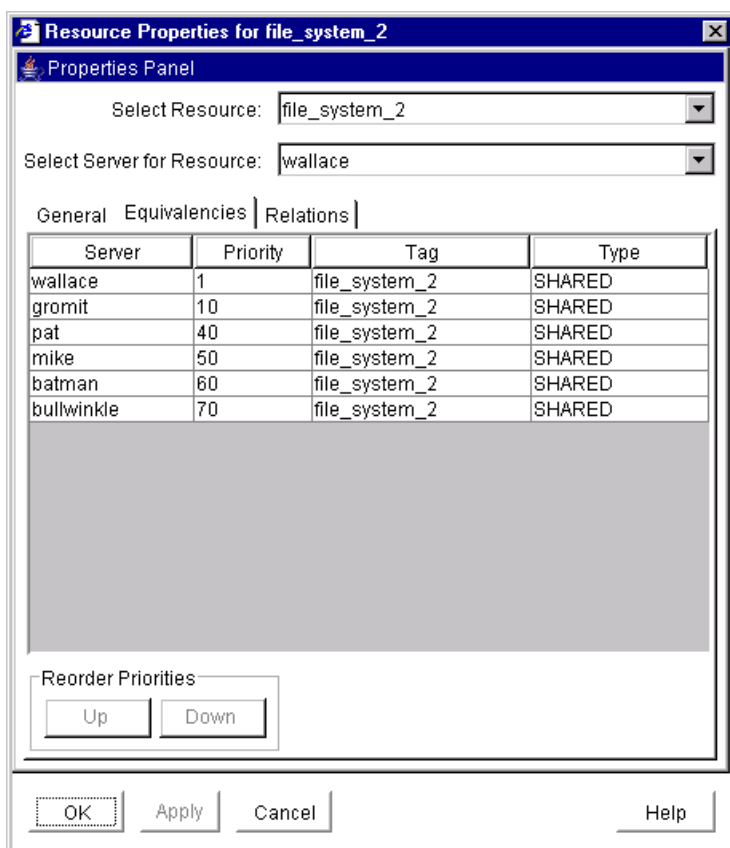 Resource Properties for file_system_2
Properties Panel
Select Resource: file_system_2
Select Server for Resource: wallace
General Equivalencies Relations
Server Priority Tag Type
wallace 1 file_system_2 SHARED
gromit 10 file_system_2 SHARED
pat 40 file_system_2 SHARED
mike 50 file_system_2 SHARED
batman 60 file_system_2 SHARED
bullwinkle 70 file_system_2 SHARED
Reorder Priorities
Up Down
OK Apply Cancel Help